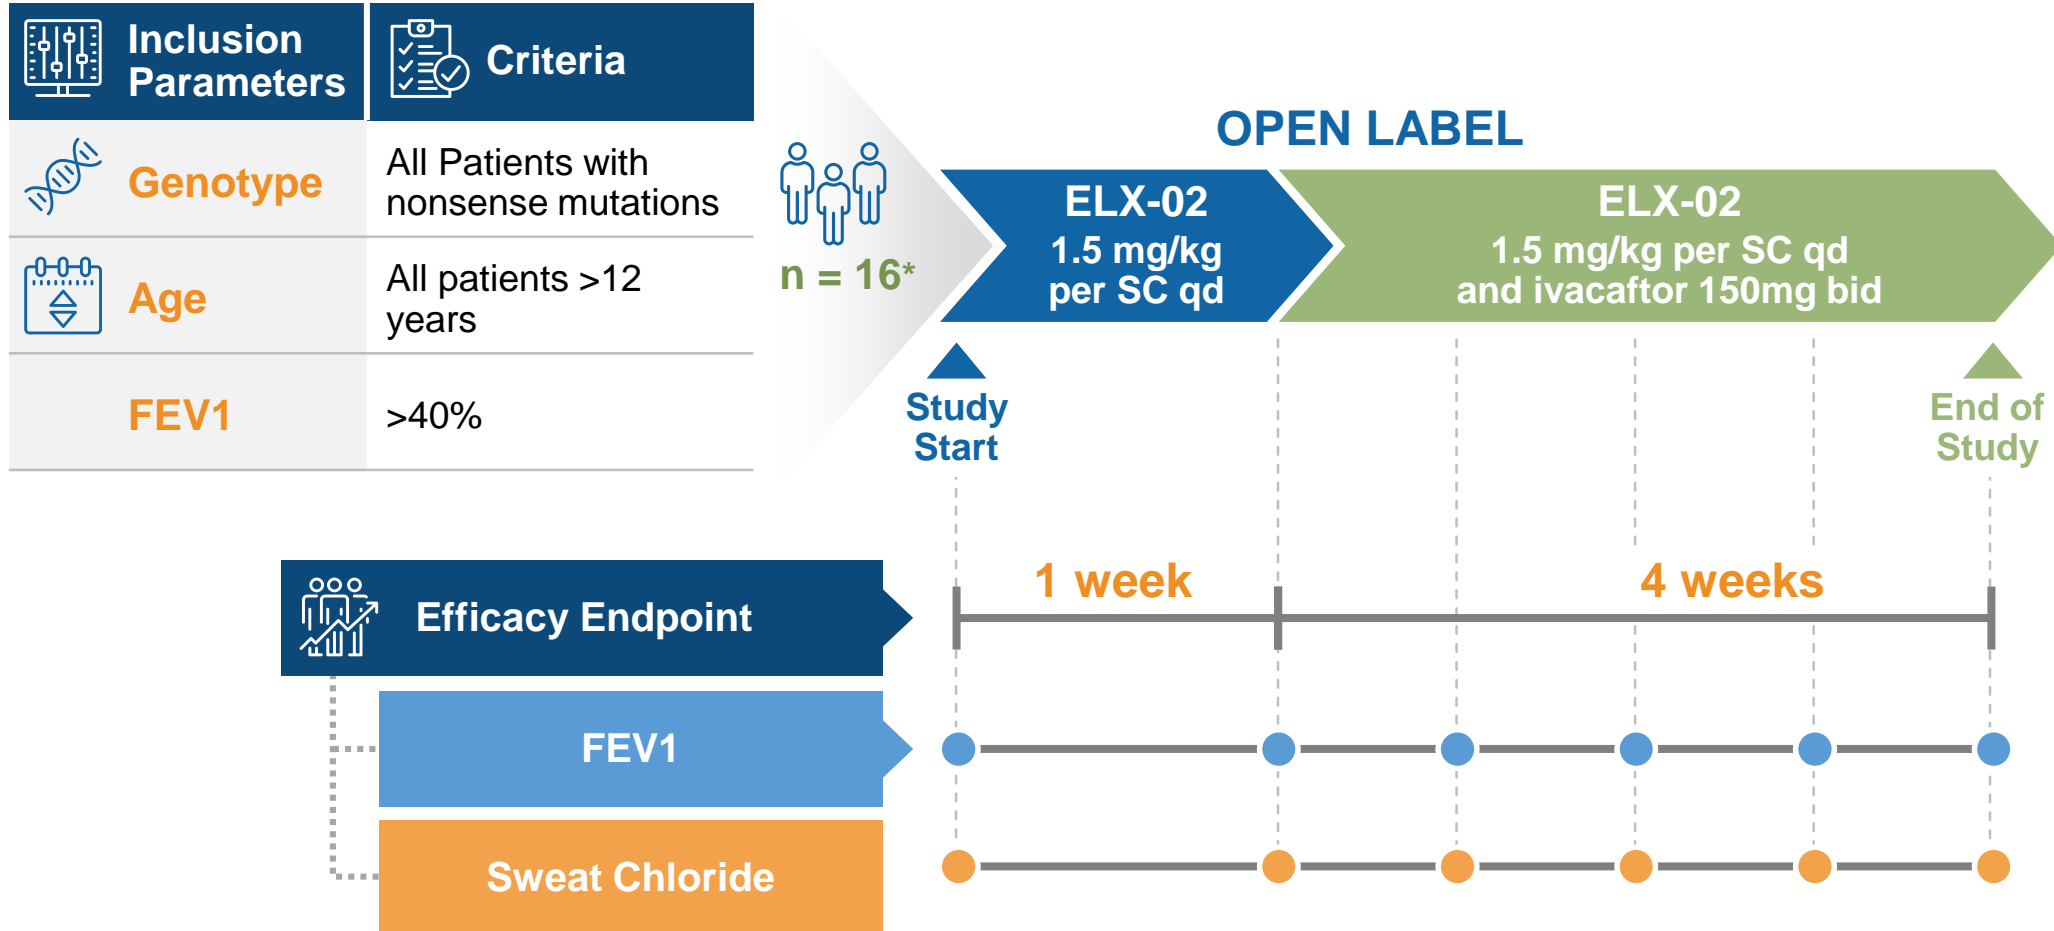 Inclusion
Parameters
Criteria
Genotype
All Patients with
nonsense mutations
Age
All patients >12
years
FEV1
>40%
n = 16*
OPEN LABEL
ELX-02
1.5 mg/kg
per SC qd
ELX-02
1.5 mg/kg per SC qd
and ivacaftor 150mg bid
Study
Start
End of
Study
1 week
4 weeks
Efficacy Endpoint
FEV1
Sweat Chloride